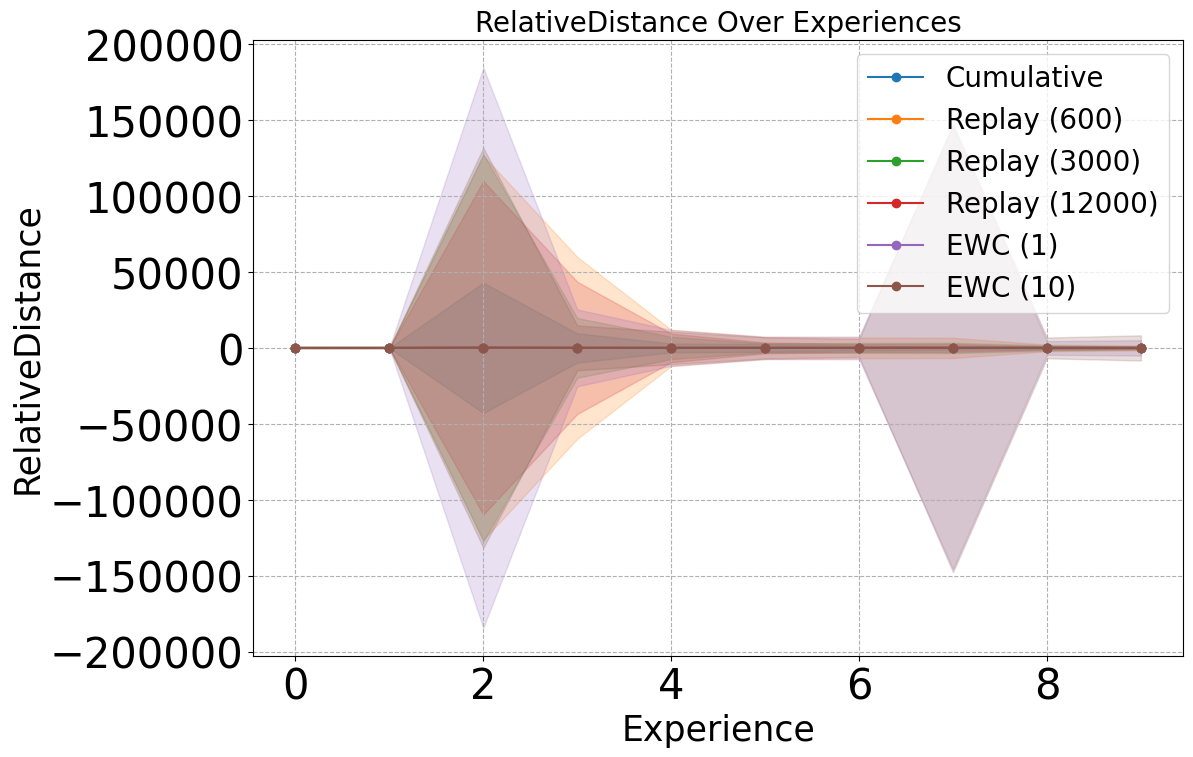 RelativeDistance Over Experiences
200000
150000
100000
50000
0
−50000
−100000
−150000
−200000
RelativeDistance
Cumulative
Replay (600)
Replay (3000)
Replay (12000)
EWC (1)
EWC (10)
0 2 4 6 8
Experience